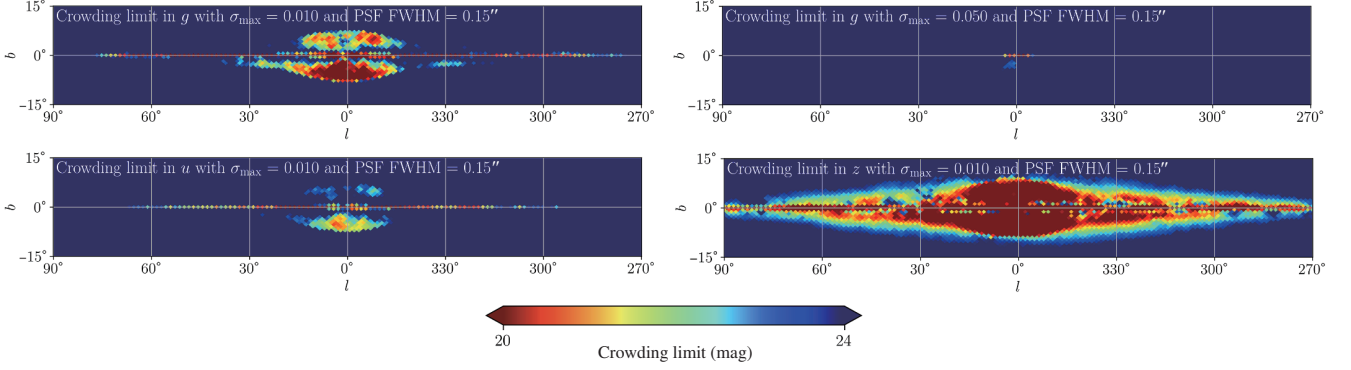 Crowding limit in g with σmax = 0.010 and PSF FWHM = 0.15″
15°
0°
−15°
b
90° 60° 30° 0° 330° 300° 270°
l
Crowding limit in g with σmax = 0.050 and PSF FWHM = 0.15″
15°
0°
−15°
b
90° 60° 30° 0° 330° 300° 270°
l
Crowding limit in u with σmax = 0.010 and PSF FWHM = 0.15″
15°
0°
−15°
b
90° 60° 30° 0° 330° 300° 270°
l
Crowding limit in z with σmax = 0.010 and PSF FWHM = 0.15″
15°
0°
−15°
b
90° 60° 30° 0° 330° 300° 270°
l
20 24
Crowding limit (mag)